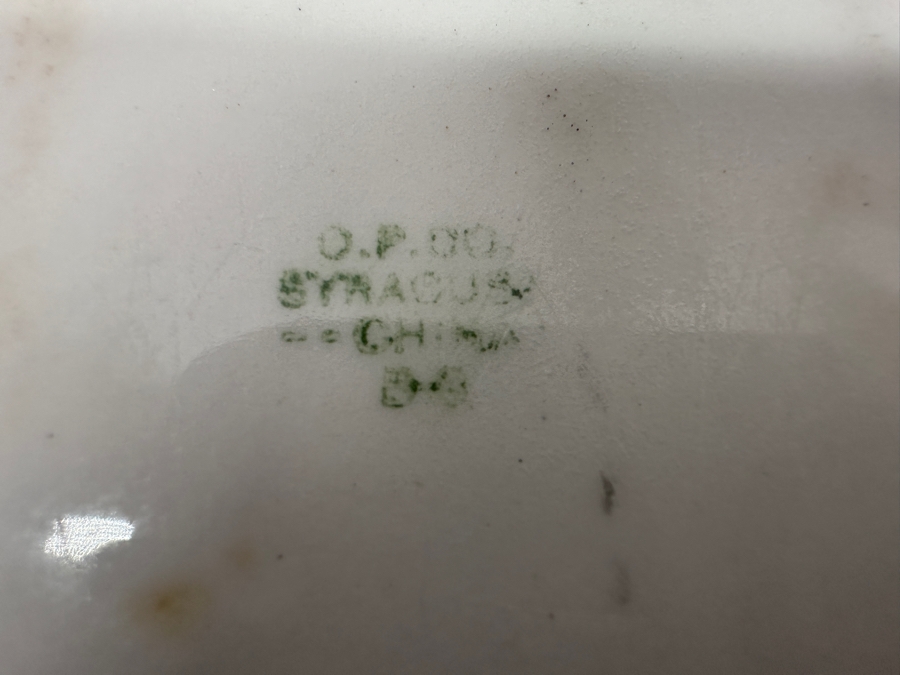 O.P.CO.
SYRACUSE
-- CHINA